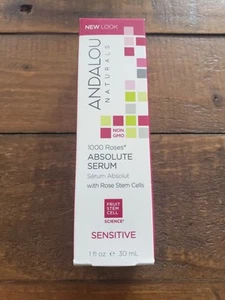 NEW LOOK
ANDALOU
NATURALS
NON
GMO
1000 Roses®
ABSOLUTE
SERUM
Sérum Absolut
with Rose Stem Cells
FRUIT
STEM
CELL
SCIENCE®
SENSITIVE
1 fl oz ℮ 30 mL